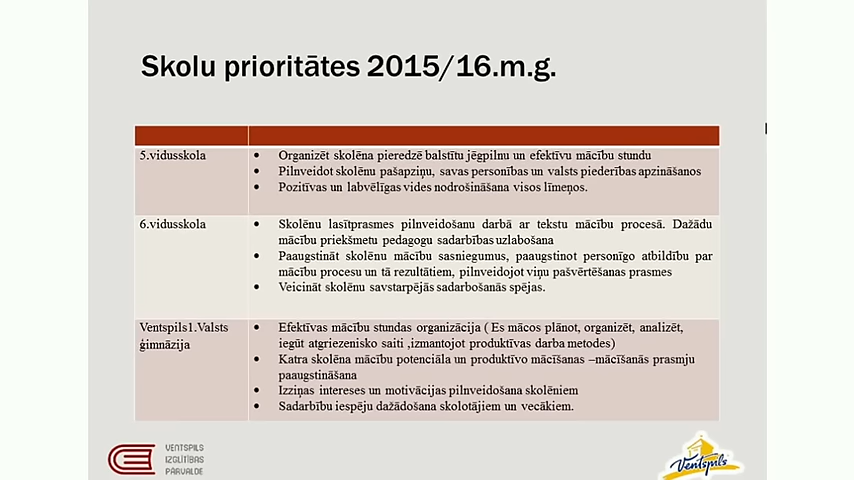 Skolu prioritātes 2015/16.m.g.
5.vidusskola
• Organizēt skolēna pieredzē balstītu jēgpilnu un efektīvu mācību stundu
• Pilnveidot skolēnu pašapziņu, savas personības un valsts piederības apzināšanos
• Pozitīvas un labvēlīgas vides nodrošināšana visos līmeņos.
6.vidusskola
• Skolēnu lasītprasmes pilnveidošanu darbā ar tekstu mācību procesā. Dažādu
mācību priekšmetu pedagogu sadarbības uzlabošana
• Paaugstināt skolēnu mācību sasniegumus, paaugstinot personīgo atbildību par
mācību procesu un tā rezultātiem, pilnveidojot viņu pašvērtēšanas prasmes
• Veicināt skolēnu savstarpējās sadarbošanās spējas.
Ventspils1.Valsts
ģimnāzija
• Efektīvas mācību stundas organizācija ( Es mācos plānot, organizēt, analizēt,
iegūt atgriezenisko saiti ,izmantojot produktīvas darba metodes)
• Katra skolēna mācību potenciāla un produktīvo mācīšanas –mācīšanās prasmju
paaugstināšana
• Izziņas intereses un motivācijas pilnveidošana skolēniem
• Sadarbību iespēju dažādošana skolotājiem un vecākiem.
VENTSPILS
IZGLĪTĪBAS
PĀRVALDE
Ventspils